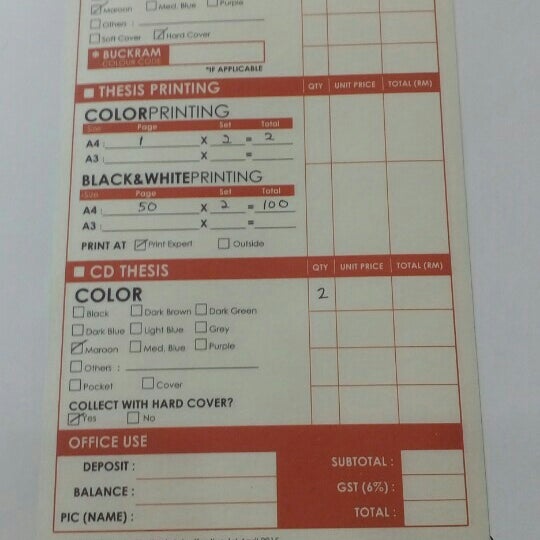 Maroon Med. Blue Purple
Others :
Soft Cover Hard Cover
* BUCKRAM
COLOUR CODE
*IF APPLICABLE
THESIS PRINTING QTY UNIT PRICE TOTAL (RM)
COLORPRINTING
Size Page Set Total
A4 : 1 X 2 = 2
A3 : X =
BLACK&WHITEPRINTING
Size Page Set Total
A4 : 50 X 2 = 100
A3 : X =
PRINT AT Print Expert Outside
CD THESIS QTY UNIT PRICE TOTAL (RM)
COLOR 2
Black Dark Brown Dark Green
Dark Blue Light Blue Grey
Maroon Med. Blue Purple
Others :
Pocket Cover
COLLECT WITH HARD COVER?
Yes No
OFFICE USE
DEPOSIT : SUBTOTAL :
BALANCE : GST (6%) :
PIC (NAME) : TOTAL :